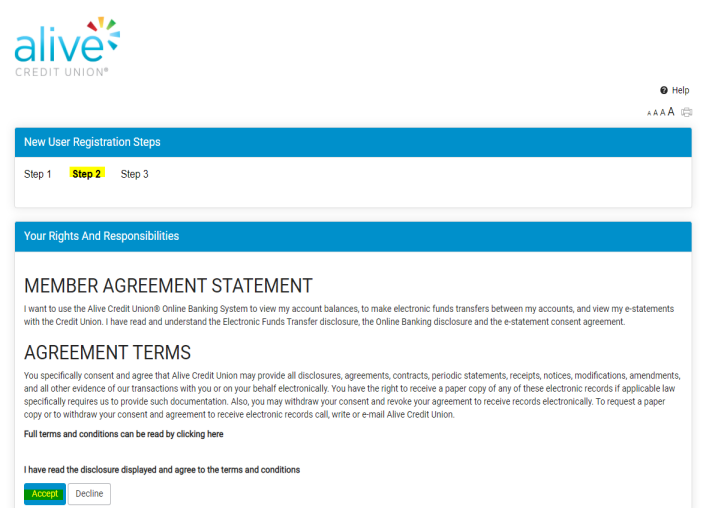 alive
CREDIT UNION®
Help
A A A A
New User Registration Steps
Step 1 Step 2 Step 3
Your Rights And Responsibilities
MEMBER AGREEMENT STATEMENT
I want to use the Alive Credit Union® Online Banking System to view my account balances, to make electronic funds transfers between my accounts, and view my e-statements
with the Credit Union. I have read and understand the Electronic Funds Transfer disclosure, the Online Banking disclosure and the e-statement consent agreement.
AGREEMENT TERMS
You specifically consent and agree that Alive Credit Union may provide all disclosures, agreements, contracts, periodic statements, receipts, notices, modifications, amendments,
and all other evidence of our transactions with you or on your behalf electronically. You have the right to receive a paper copy of any of these electronic records if applicable law
specifically requires us to provide such documentation. Also, you may withdraw your consent and revoke your agreement to receive records electronically. To request a paper
copy or to withdraw your consent and agreement to receive electronic records call, write or e-mail Alive Credit Union.
Full terms and conditions can be read by clicking here
I have read the disclosure displayed and agree to the terms and conditions
Accept Decline